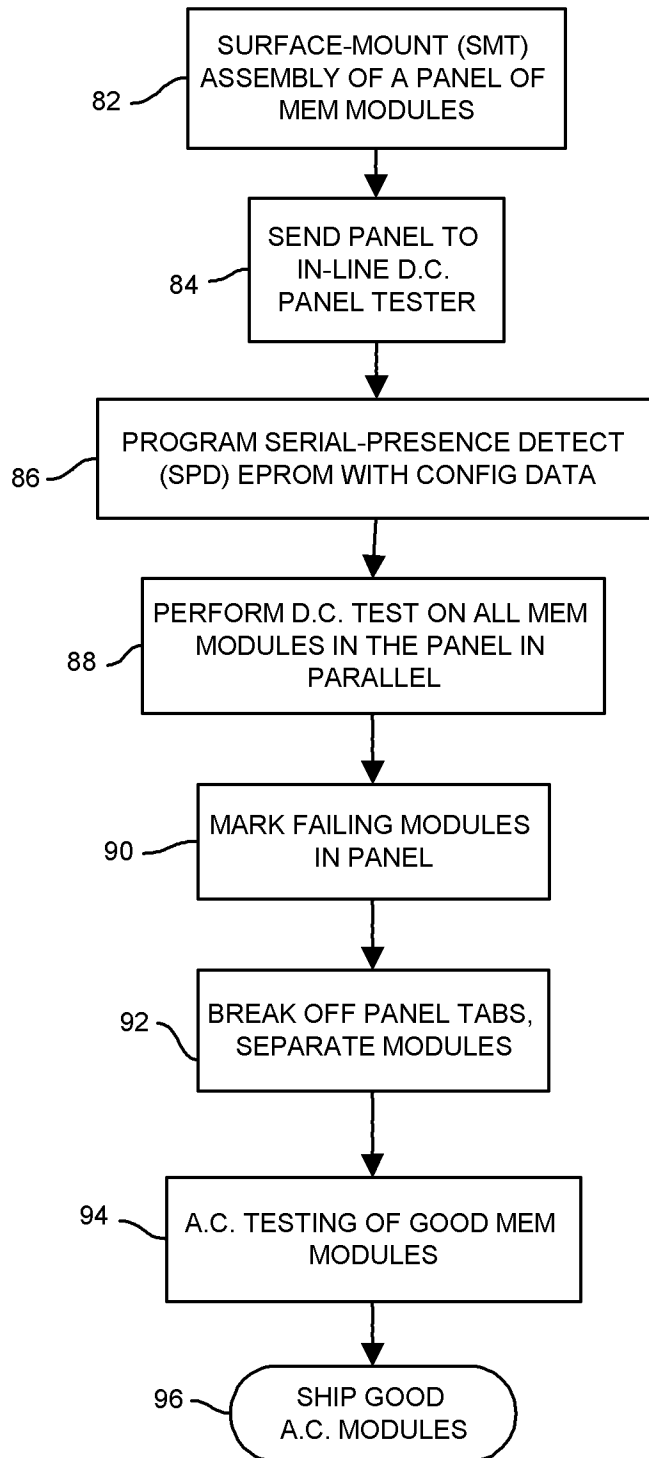 SURFACE-MOUNT (SMT)
ASSEMBLY OF A PANEL OF
MEM MODULES
82
SEND PANEL TO
IN-LINE D.C.
PANEL TESTER
84
PROGRAM SERIAL-PRESENCE DETECT
(SPD) EPROM WITH CONFIG DATA
86
PERFORM D.C. TEST ON ALL MEM
MODULES IN THE PANEL IN
PARALLEL
88
MARK FAILING MODULES
IN PANEL
90
BREAK OFF PANEL TABS,
SEPARATE MODULES
92
A.C. TESTING OF GOOD MEM
MODULES
94
SHIP GOOD
A.C. MODULES
96